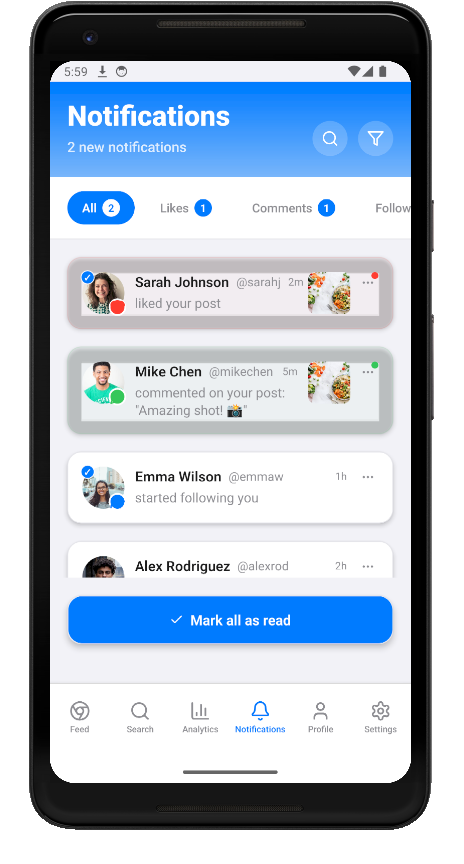 5:59
Notifications
2 new notifications
All 2 Likes 1 Comments 1 Follow
Sarah Johnson @sarahj 2m
liked your post
Mike Chen @mikechen 5m
commented on your post:
"Amazing shot! 📸"
Emma Wilson @emmaw 1h
started following you
Alex Rodriguez @alexrod 2h
Mark all as read
Feed Search Analytics Notifications Profile Settings